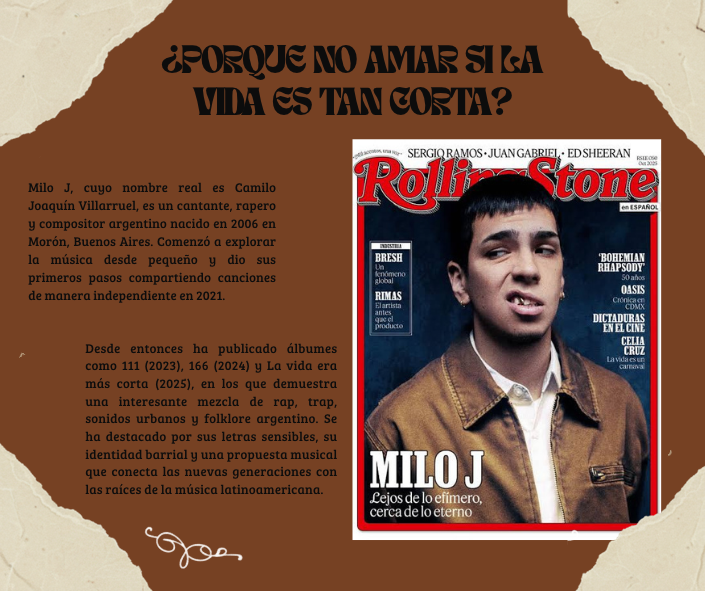 ¿PORQUE NO AMAR SI LA
VIDA ES TAN CORTA?
Milo J, cuyo nombre real es Camilo
Joaquín Villarruel, es un cantante, rapero
y compositor argentino nacido en 2006 en
Morón, Buenos Aires. Comenzó a explorar
la música desde pequeño y dio sus
primeros pasos compartiendo canciones
de manera independiente en 2021.
Desde entonces ha publicado álbumes
como 111 (2023), 166 (2024) y La vida era
más corta (2025), en los que demuestra
una interesante mezcla de rap, trap,
sonidos urbanos y folklore argentino. Se
ha destacado por sus letras sensibles, su
identidad barrial y una propuesta musical
que conecta las nuevas generaciones con
las raíces de la música latinoamericana.
SERGIO RAMOS • JUAN GABRIEL • ED SHEERAN
Oct 2025
Rolling Stone
en ESPAÑOL
INDUSTRIA
BRESH
Un
fenómeno
global
RIMAS
El artista
antes
que el
producto
'BOHEMIAN
RHAPSODY'
50 años
OASIS
Crónica en
CDMX
DICTADURAS
EN EL CINE
CELIA
CRUZ
La vida es un
carnaval
MILO J
Lejos de lo efímero,
cerca de lo eterno